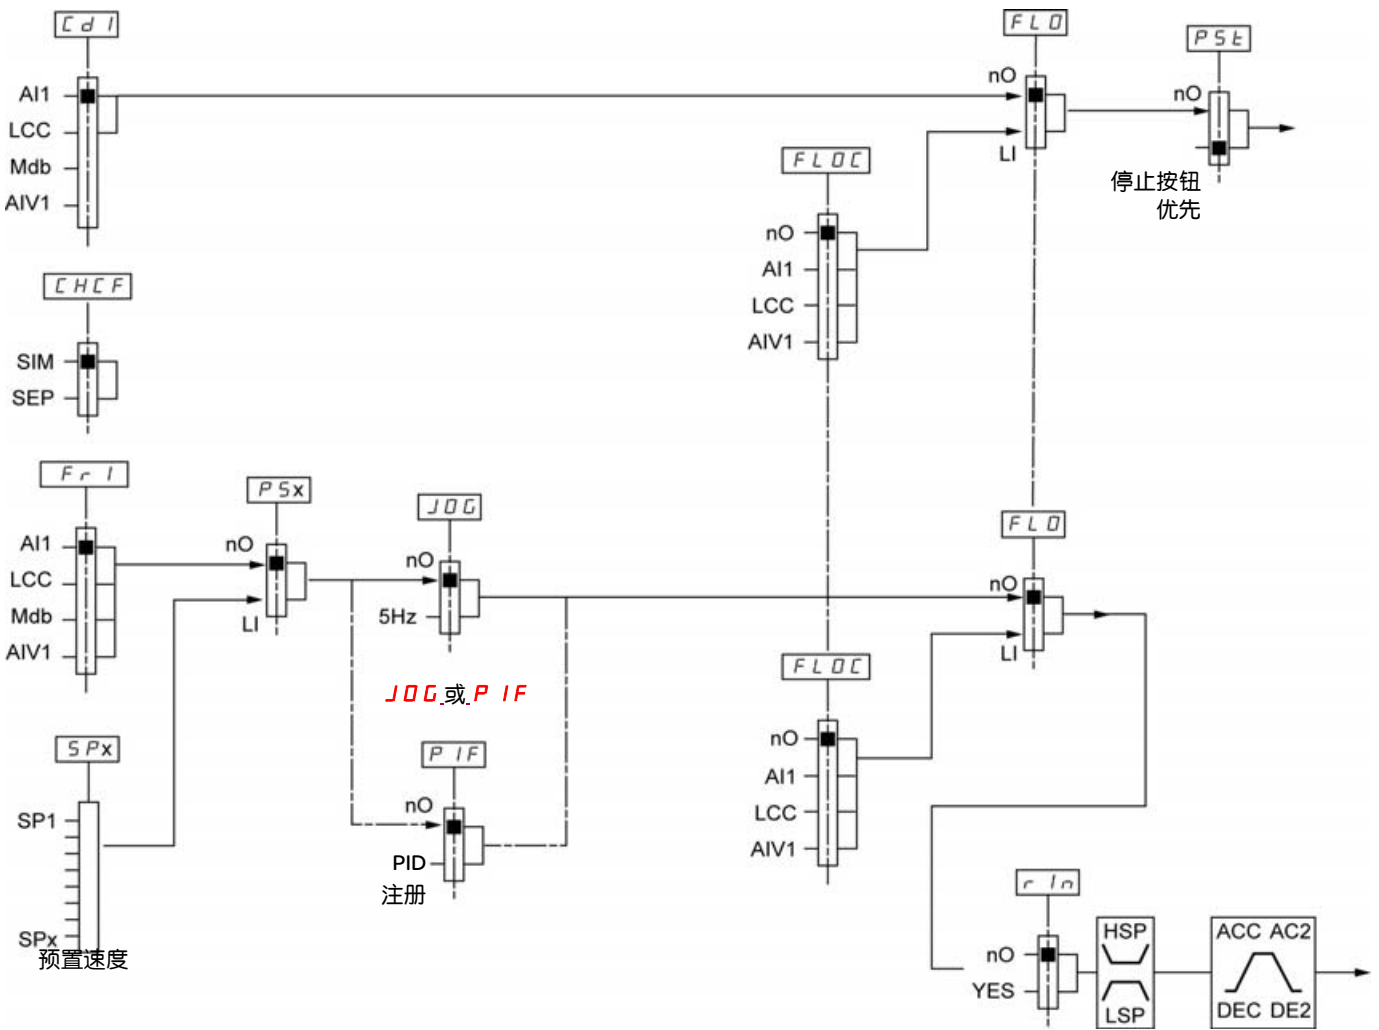 Cd1
AI1
LCC
Mdb
AIV1
FLO
nO
LI
PSt
nO
停止按钮
优先
FLOC
nO
AI1
LCC
AIV1
CHCF
SIM
SEP
Fr1
AI1
LCC
Mdb
AIV1
PSx
nO
LI
JOG
nO
5Hz
JOG 或 PIF
PIF
nO
PID
注册
SPx
SP1
SPx
预置速度
FLO
nO
LI
FLOC
nO
AI1
LCC
AIV1
rIn
nO
YES
HSP
LSP
ACC AC2
DEC DE2